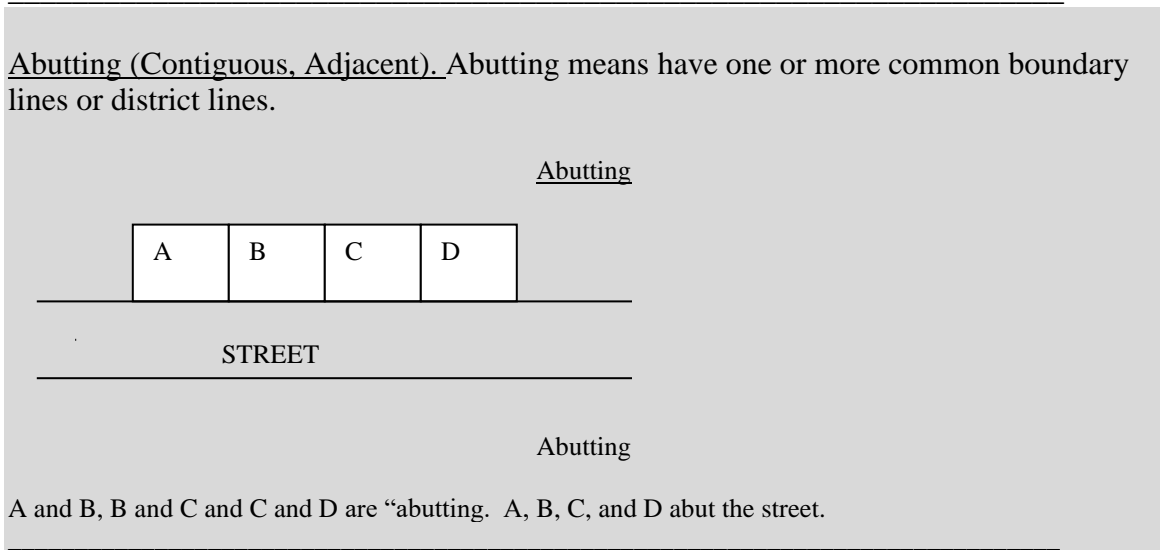 Abutting (Contiguous, Adjacent). Abutting means have one or more common boundary
lines or district lines.
Abutting
A B C D
STREET
Abutting
A and B, B and C and C and D are “abutting. A, B, C, and D abut the street.